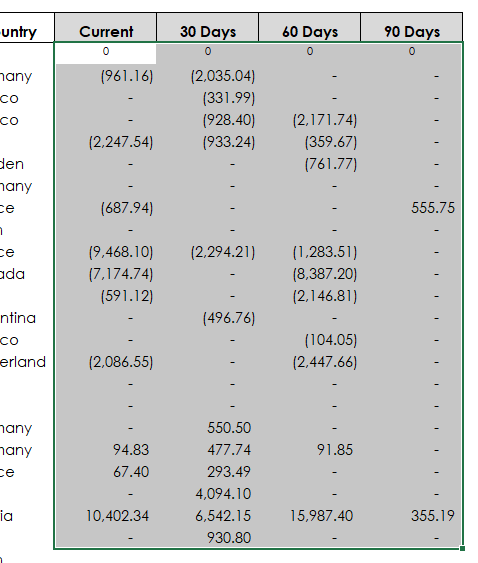 untry Current 30 Days 60 Days 90 Days
0 0 0 0
many (961.16) (2,035.04) - -
co - (331.99) - -
co - (928.40) (2,171.74) -
(2,247.54) (933.24) (359.67) -
den - - (761.77) -
many - - - -
ce (687.94) - - 555.75
n - - - -
ce (9,468.10) (2,294.21) (1,283.51) -
ada (7,174.74) - (8,387.20) -
(591.12) - (2,146.81) -
ntina - (496.76) - -
co - - (104.05) -
erland (2,086.55) - (2,447.66) -
- - - -
- - - -
many - 550.50 - -
many 94.83 477.74 91.85 -
ce 67.40 293.49 - -
- 4,094.10 - -
ia 10,402.34 6,542.15 15,987.40 355.19
- 930.80 - -